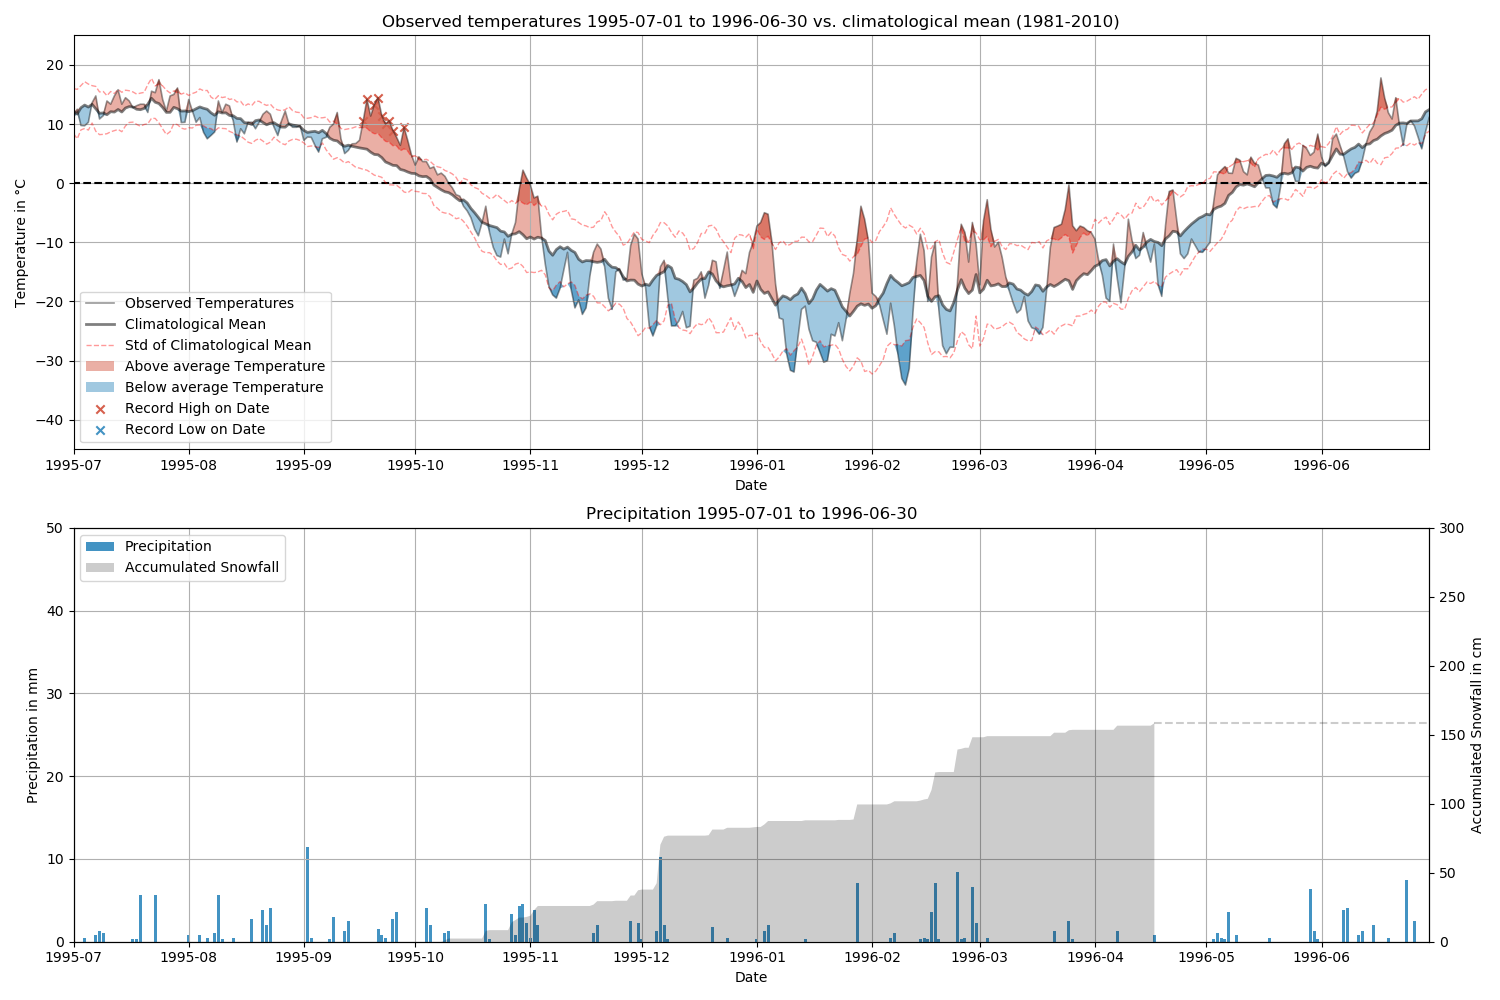 Observed temperatures 1995-07-01 to 1996-06-30 vs. climatological mean (1981-2010)
20
10
0
−10
−20
−30
−40
Temperature in °C
Observed Temperatures
Climatological Mean
Std of Climatological Mean
Above average Temperature
Below average Temperature
Record High on Date
Record Low on Date
1995-07 1995-08 1995-09 1995-10 1995-11 1995-12 1996-01 1996-02 1996-03 1996-04 1996-05 1996-06
Date
Precipitation 1995-07-01 to 1996-06-30
50
40
30
20
10
0
Precipitation in mm
Precipitation
Accumulated Snowfall
300
250
200
150
100
50
0
Accumulated Snowfall in cm
1995-07 1995-08 1995-09 1995-10 1995-11 1995-12 1996-01 1996-02 1996-03 1996-04 1996-05 1996-06
Date